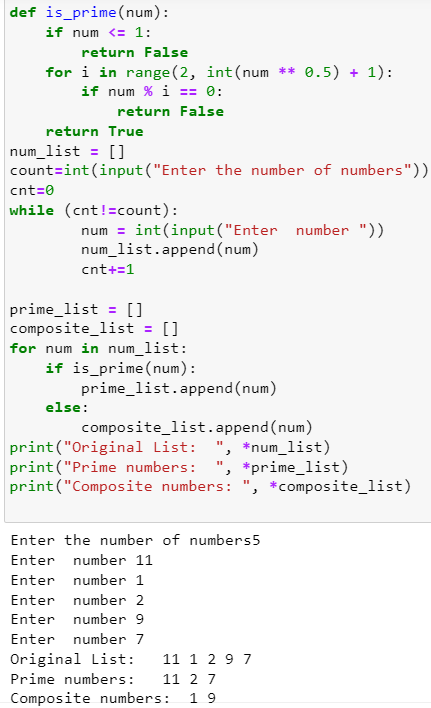 def is_prime(num):
    if num <= 1:
        return False
    for i in range(2, int(num ** 0.5) + 1):
        if num % i == 0:
            return False
    return True
num_list = []
count=int(input("Enter the number of numbers"))
cnt=0
while (cnt!=count):
        num = int(input("Enter  number "))
        num_list.append(num)
        cnt+=1

prime_list = []
composite_list = []
for num in num_list:
    if is_prime(num):
        prime_list.append(num)
    else:
        composite_list.append(num)
print("Original List:  ", *num_list)
print("Prime numbers:  ", *prime_list)
print("Composite numbers: ", *composite_list)

Enter the number of numbers5
Enter  number 11
Enter  number 1
Enter  number 2
Enter  number 9
Enter  number 7
Original List:   11 1 2 9 7
Prime numbers:   11 2 7
Composite numbers:  1 9